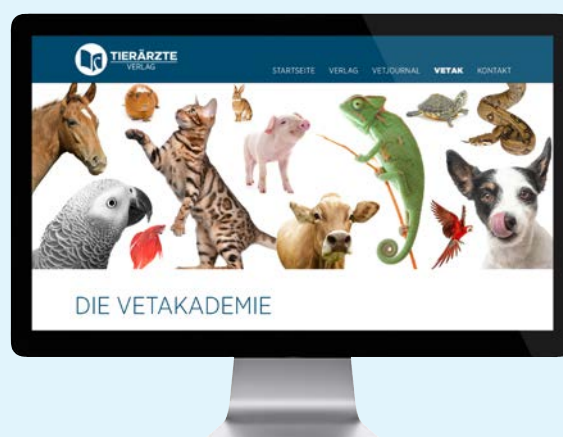 TIERÄRZTE
VERLAG
STARTSEITE VERLAG VETJOURNAL VETAK KONTAKT
DIE VETAKADEMIE